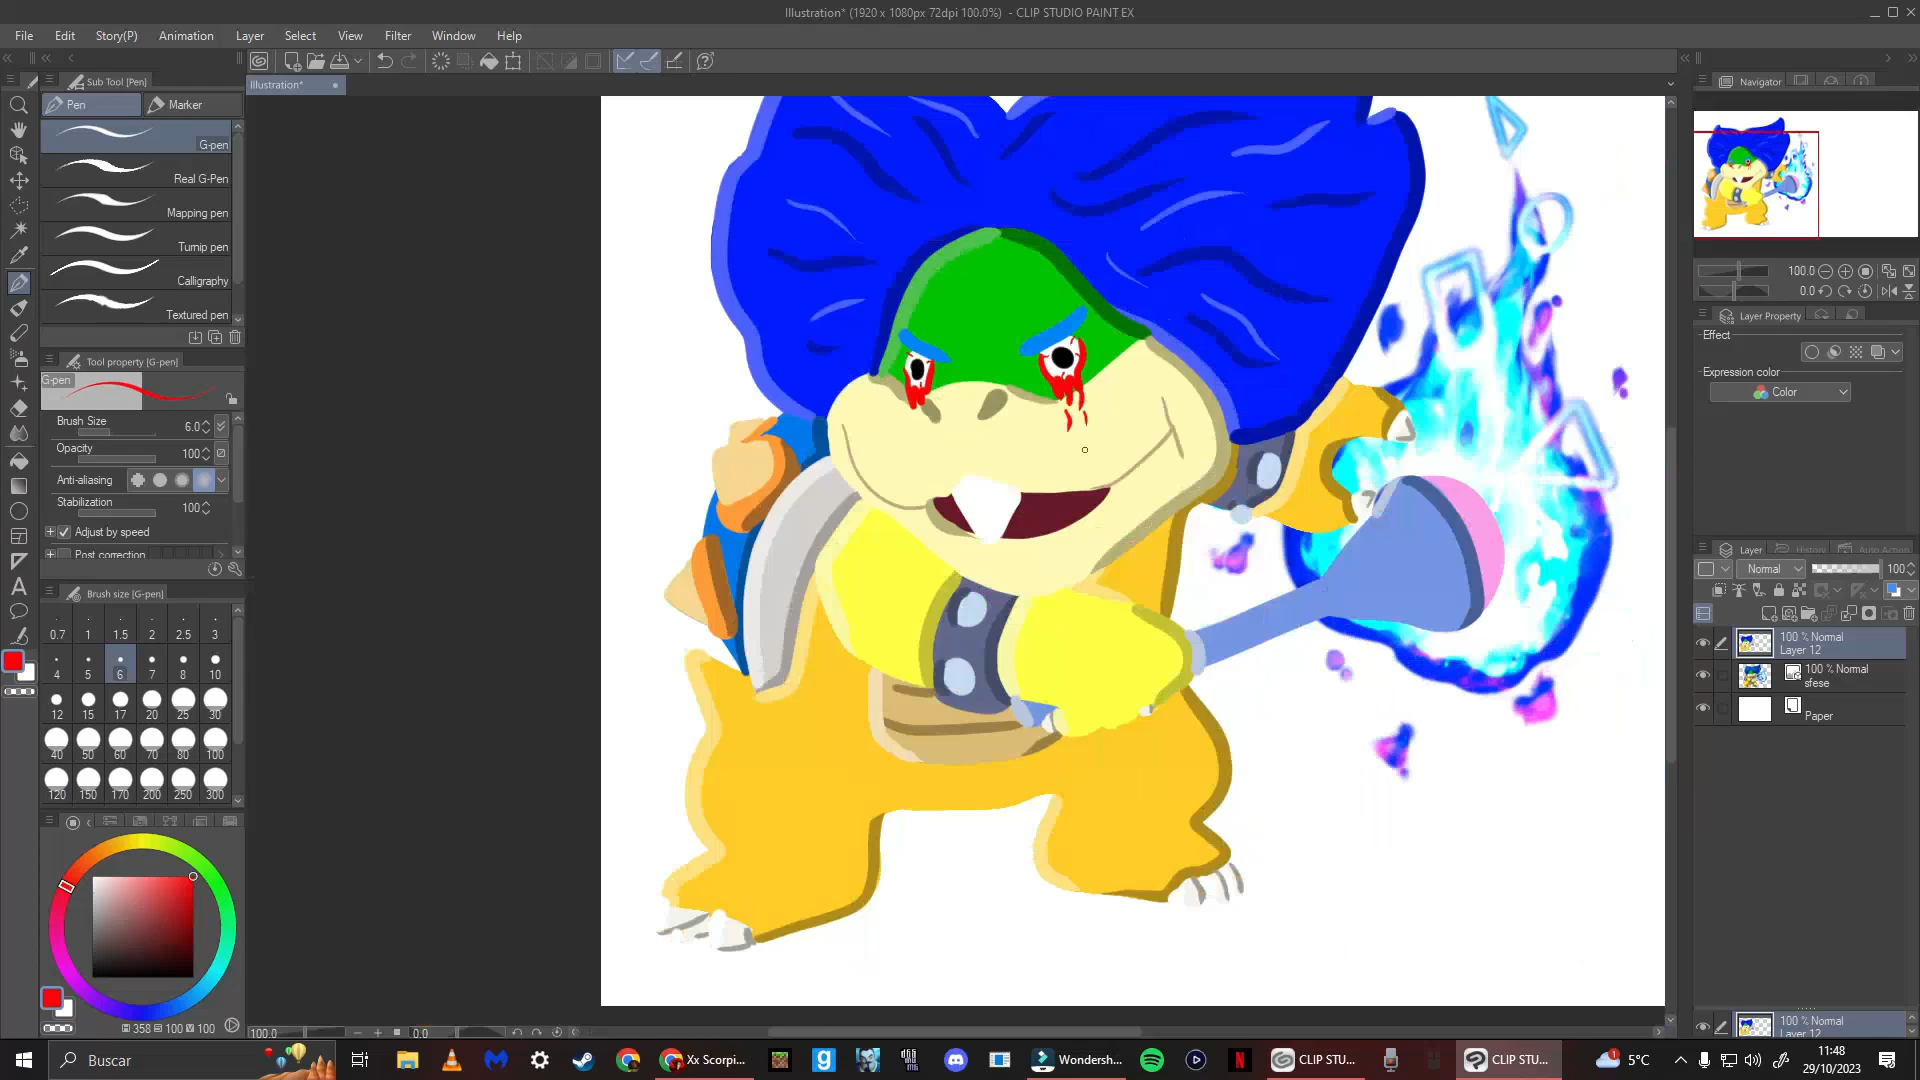 Illustration* (1920 x 1080px 72dpi 100.0%) - CLIP STUDIO PAINT EX
File Edit Story(P) Animation Layer Select View Filter Window Help
Sub Tool [Pen]
Illustration*
Navigator
Pen Marker
G-pen
Real G-Pen
Mapping pen
Turnip pen
Calligraphy
Textured pen
100.0
0.0
Layer Property
Effect
Expression color
Color
Tool property [G-pen]
G-pen
Brush Size 6.0
Opacity 100
Anti-aliasing
Stabilization 100
Adjust by speed
Post correction
Brush size [G-pen]
0.7 1 1.5 2 2.5 3
4 5 6 7 8 10
12 15 17 20 25 30
40 50 60 70 80 100
120 150 170 200 250 300
358 100 100
100.0 0.0
Layer History Auto Action
Normal 100
100 % Normal
Layer 12
100 % Normal
sfese
Paper
100 % Normal
Layer 12
Buscar
Xx Scorpi...
Wondersh...
CLIP STU...
CLIP STU...
5°C
11:48
29/10/2023